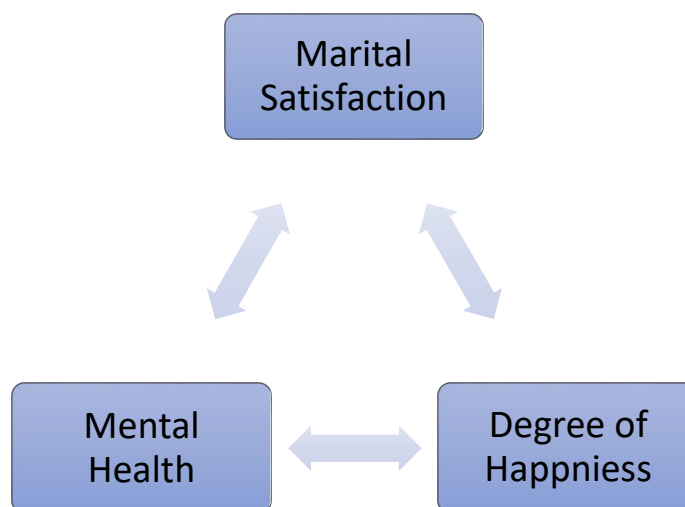 Marital
Satisfaction
Mental
Health
Degree of
Happniess